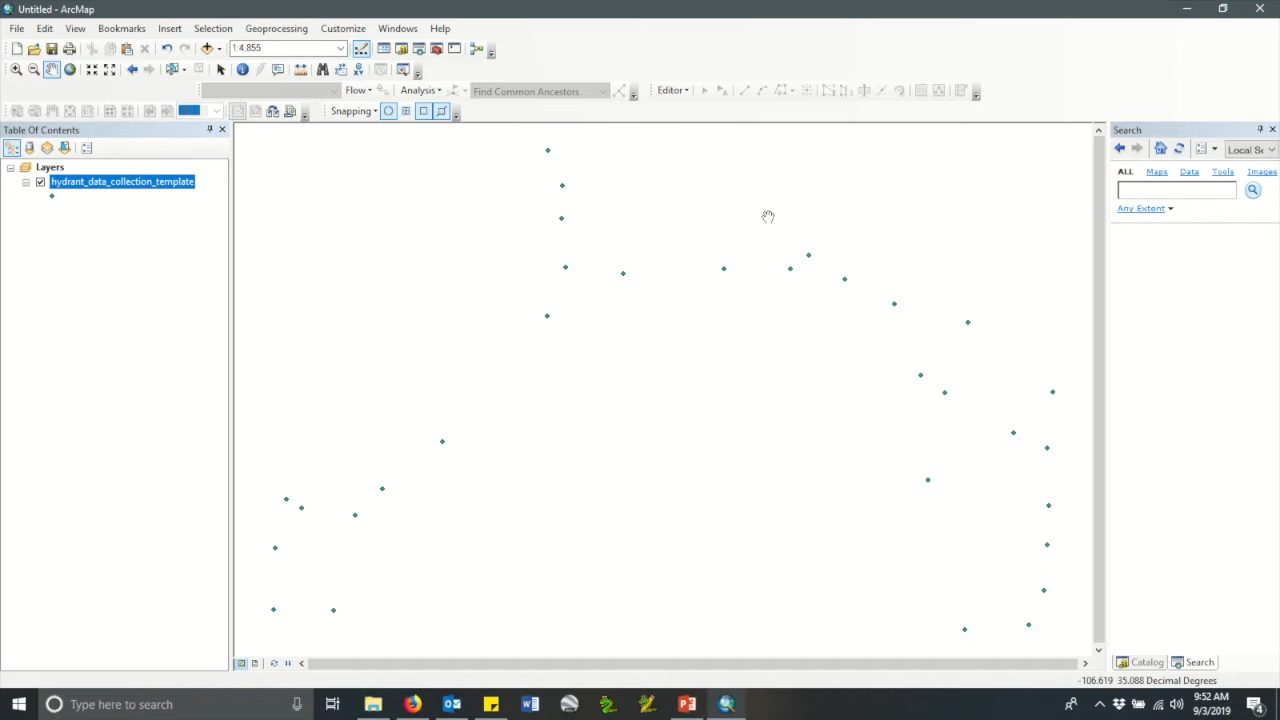 Untitled - ArcMap
File Edit View Bookmarks Insert Selection Geoprocessing Customize Windows Help
1:4,855
Flow Analysis Find Common Ancestors Editor
Snapping
Table Of Contents
Layers
hydrant_data_collection_template
Search
Local Se
ALL Maps Data Tools Images
Any Extent
Catalog Search
-106.619 35.088 Decimal Degrees
Type here to search
9:52 AM
9/3/2019
4